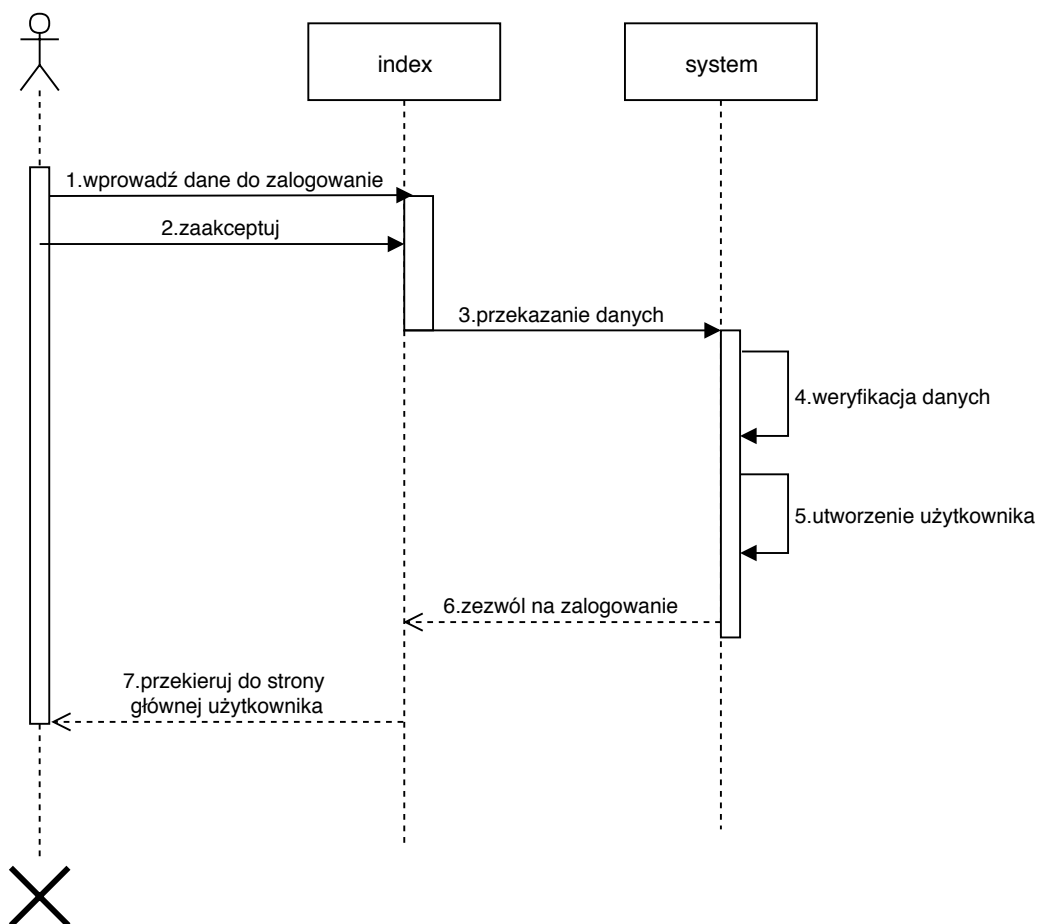 index
system
1.wprowadź dane do zalogowanie
2.zaakceptuj
3.przekazanie danych
4.weryfikacja danych
5.utworzenie użytkownika
6.zezwól na zalogowanie
7.przekieruj do strony
głównej użytkownika